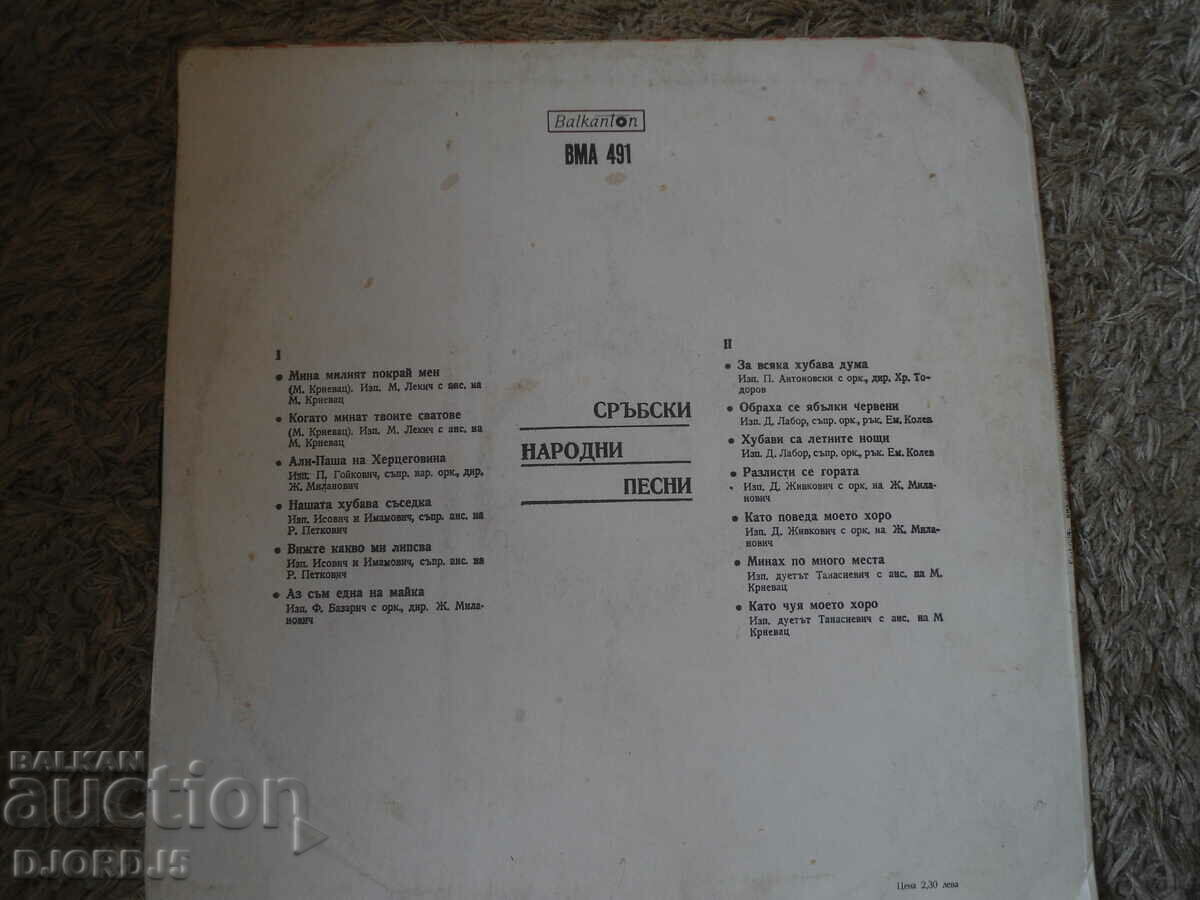 Balkanton
ВМА 491
I
Мина милият покрай мен
(М. Крневац). Изп. М. Лекич с анс. на
М. Крневац
Когато минат твоите сватове
(М. Крневац). Изп. М. Лекич с анс. на
М. Крневац
Али-Паша на Херцеговина
Изп. П. Гойкович, съпр. нар. орк., дир.
Ж. Миланович
Нашата хубава съседка
Изп. Исович и Имамович, съпр. анс. на
Р. Петкович
Вижте какво ми липсва
Изп. Исович и Имамович, съпр. анс. на
Р. Петкович
Аз съм една на майка
Изп. Ф. Базарич с орк., дир. Ж. Мила-
нович
СРЪБСКИ
НАРОДНИ
ПЕСНИ
II
За всяка хубава дума
Изп. П. Антоновски с орк., дир. Хр. То-
доров
Обраха се ябълки червени
Изп. Д. Лабор, съпр. орк., рък. Ем. Колев
Хубави са летните нощи
Изп. Д. Лабор, съпр. орк., рък. Ем. Колев
Разлисти се гората
Изп. Д. Живкович с орк. на Ж. Мила-
нович
Като поведа моето хоро
Изп. Д. Живкович с орк. на Ж. Мила-
нович
Минах по много места
Изп. дуетът Танасиевич с анс. на М.
Крневац
Като чуя моето хоро
Изп. дуетът Танасиевич с анс. на М
Крневац
Цена 2,30 лева
BALKAN
auction
DJORDJ5